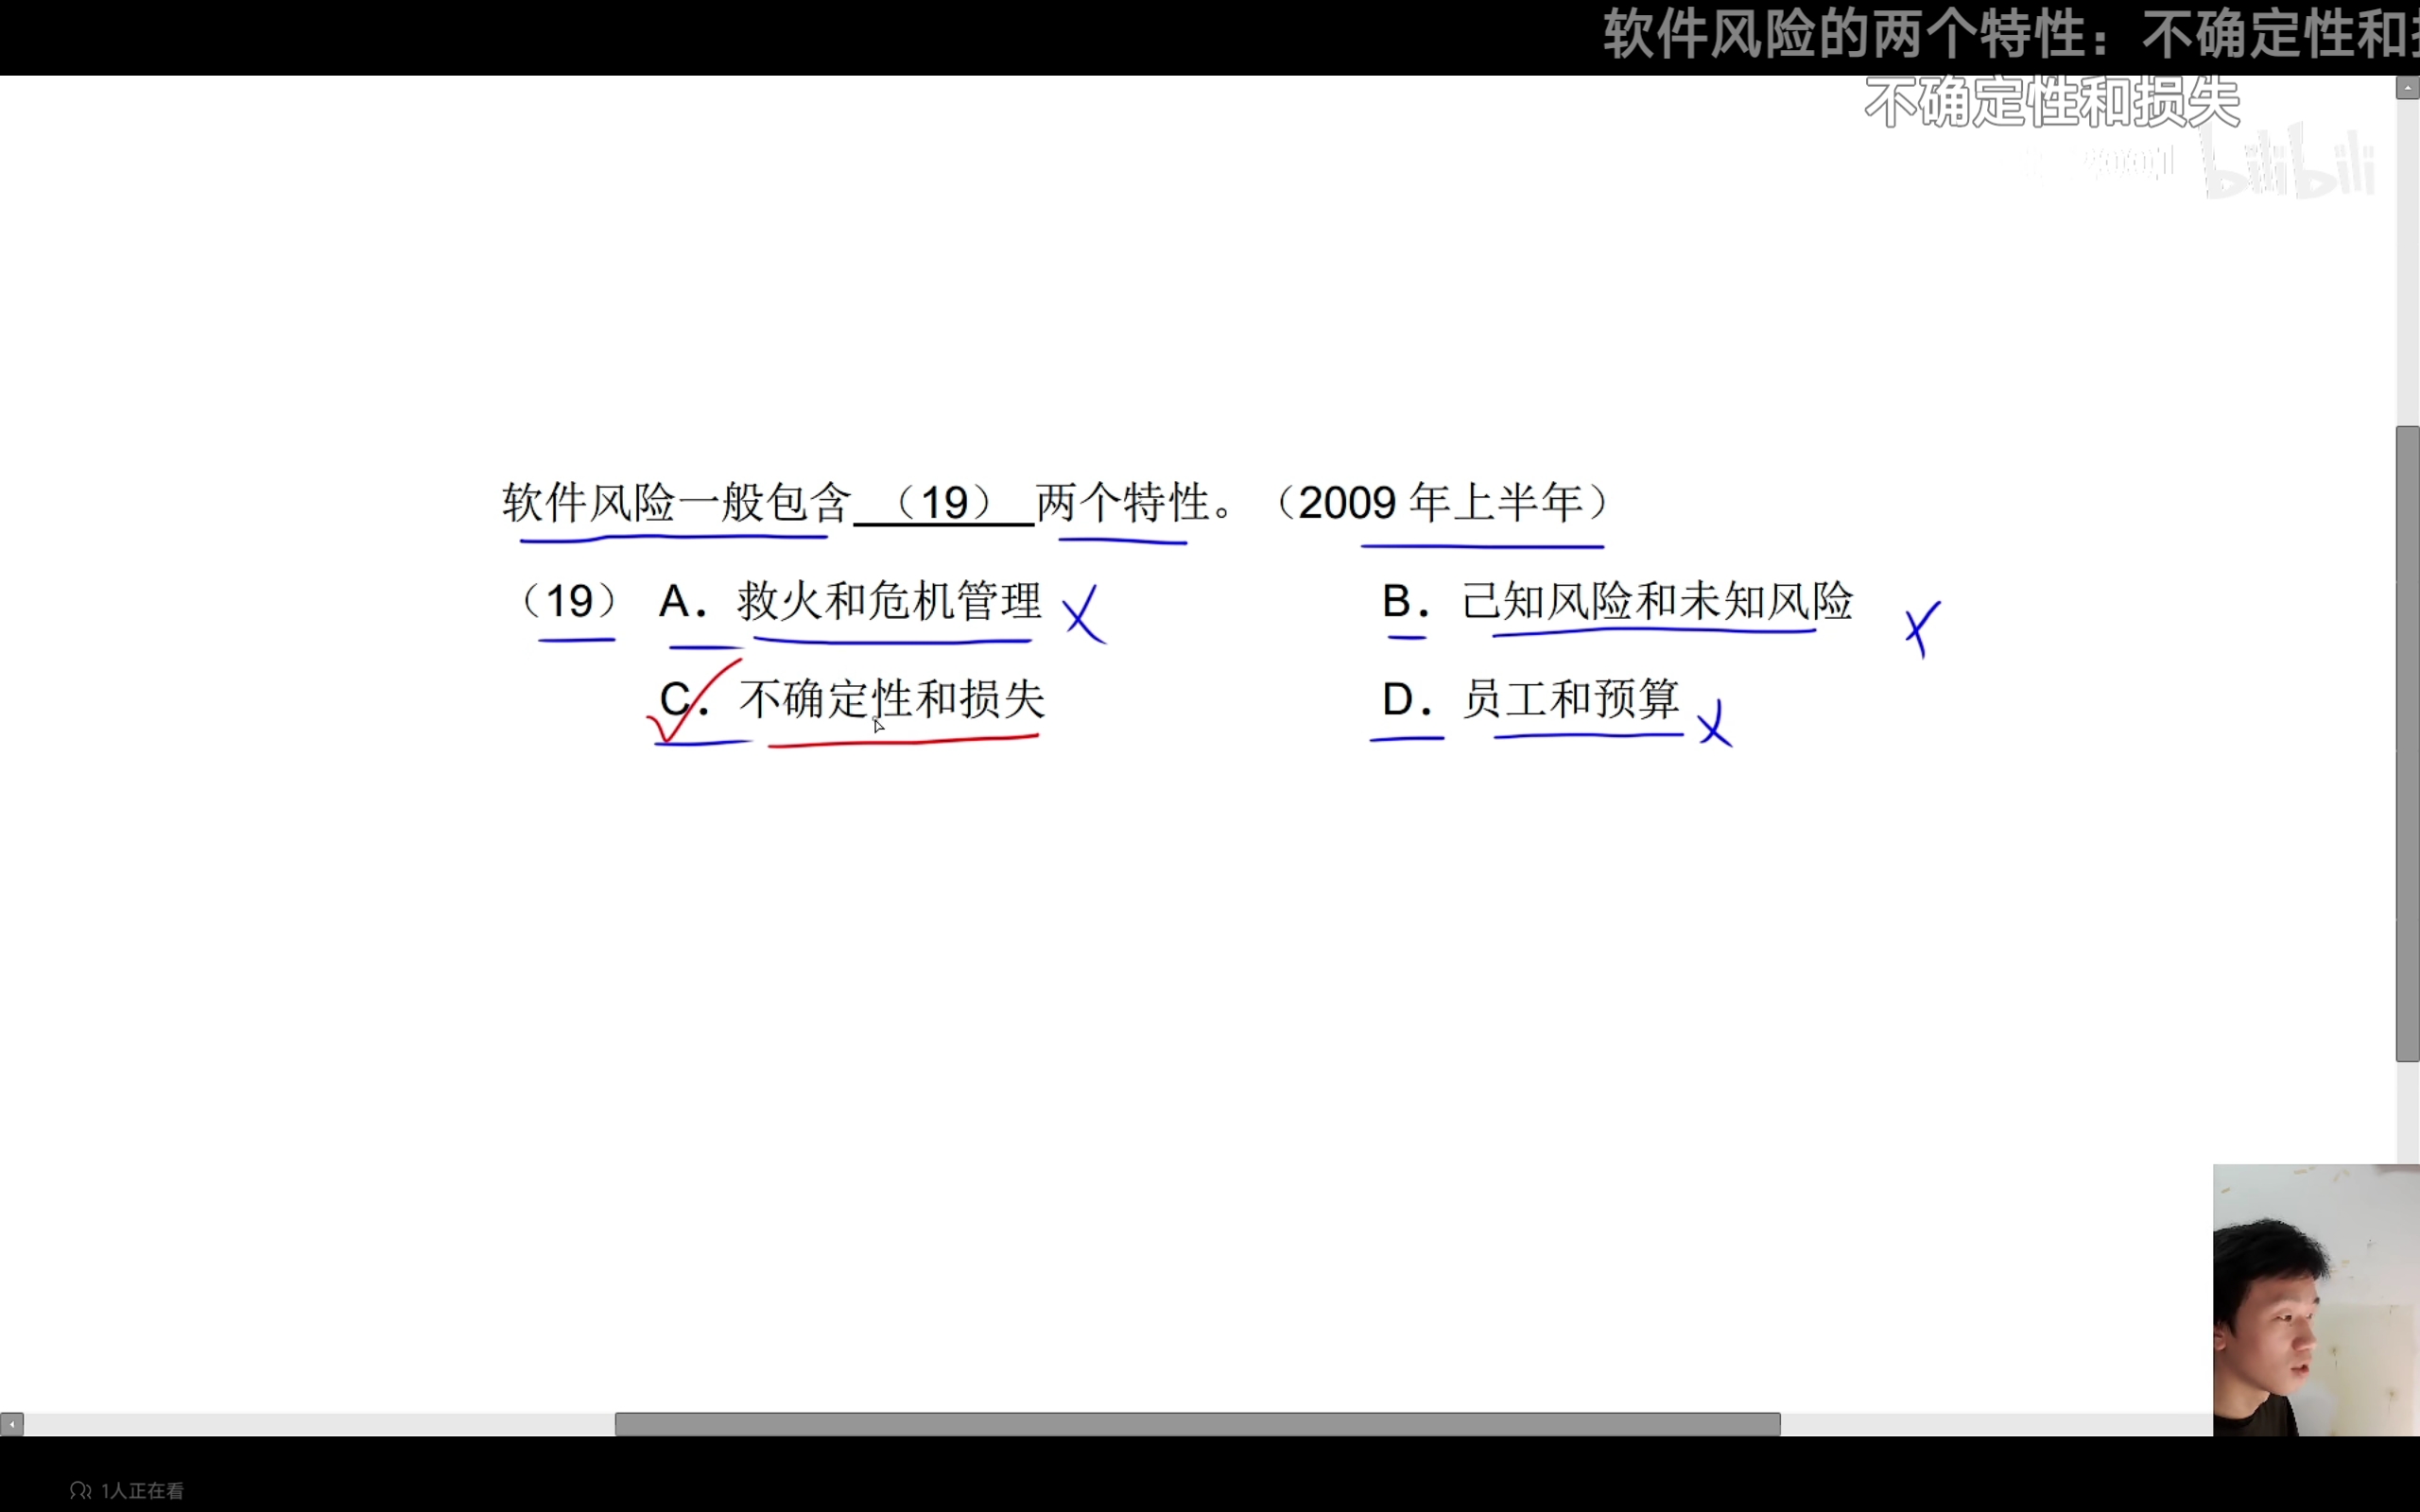 软件风险的两个特性：不确定性和
不确定性和损失
bilibili
软件风险一般包含（19）两个特性。（2009 年上半年）
（19） A．救火和危机管理 B．己知风险和未知风险
C．不确定性和损失 D．员工和预算
1人正在看